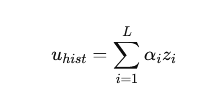 u_{hist} = \sum_{i=1}^{L} \alpha_i z_i